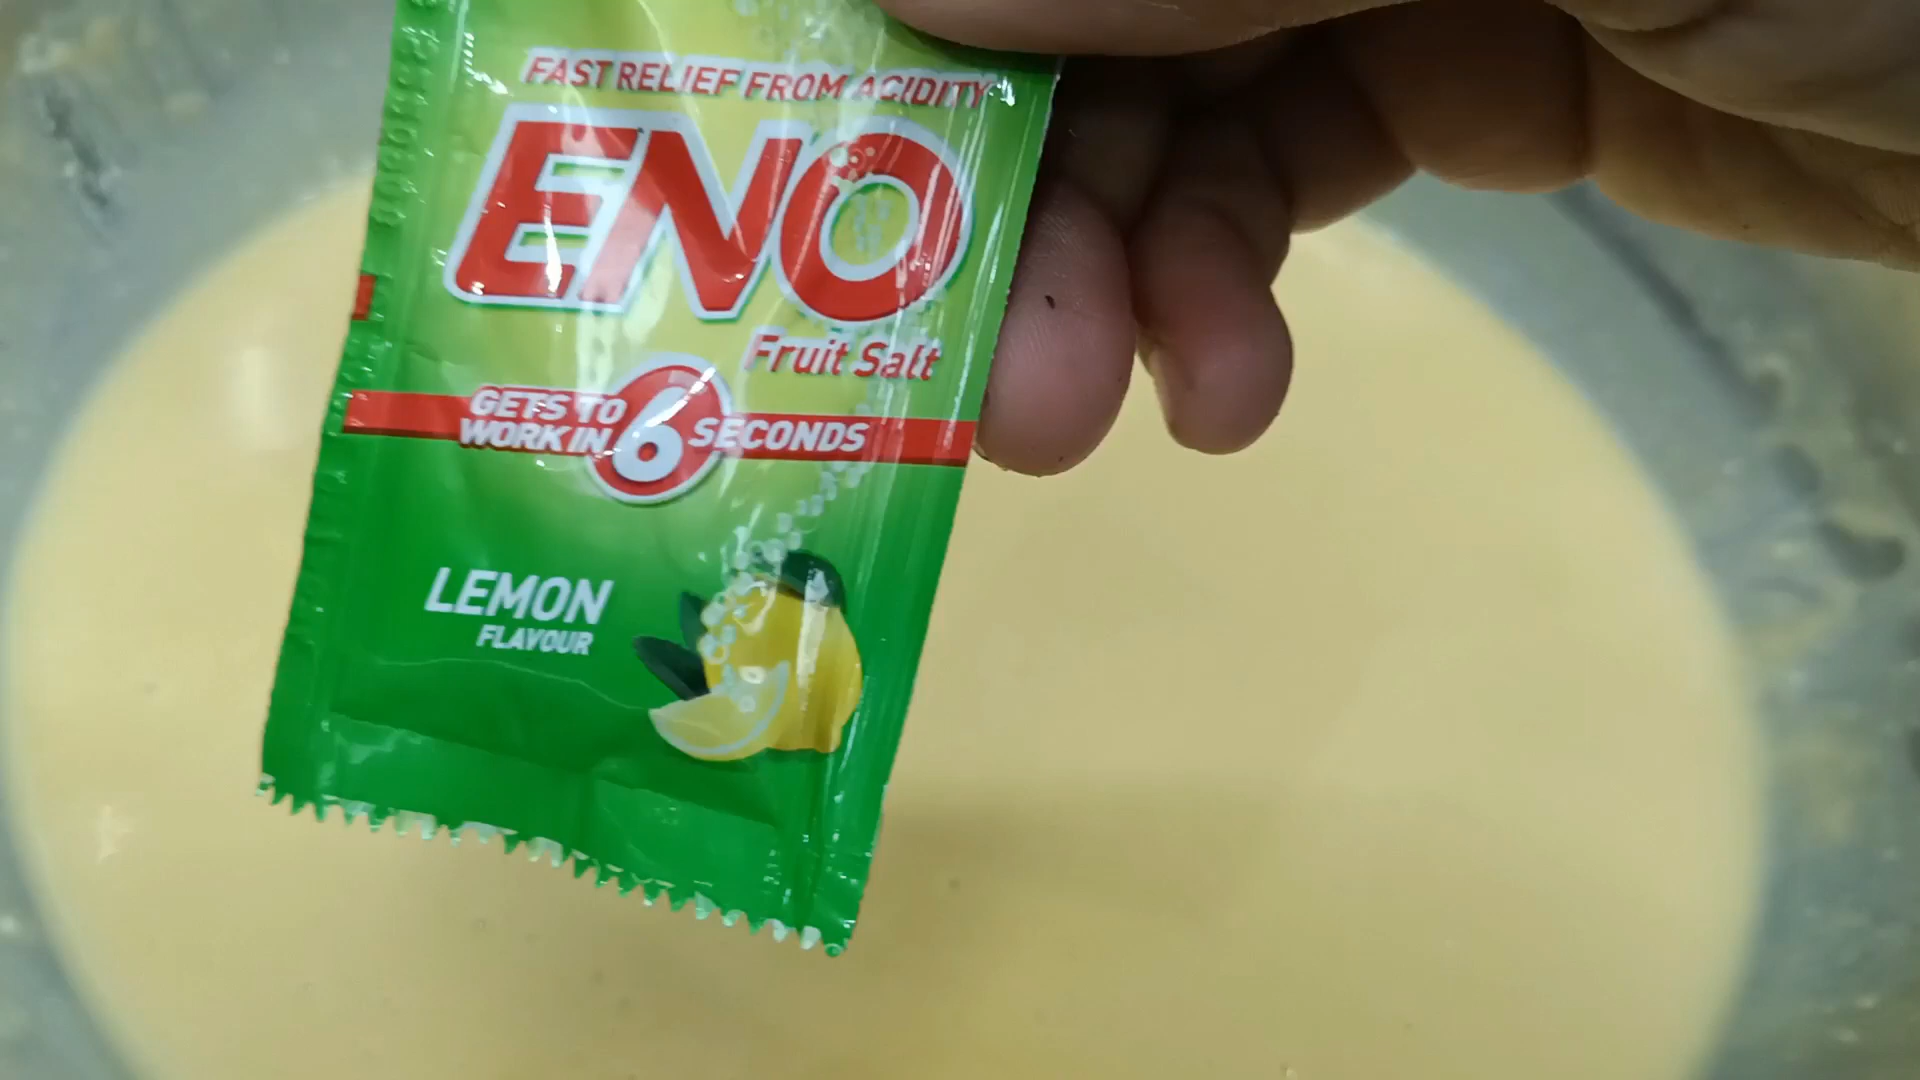 FAST RELIEF FROM ACIDITY
ENO
Fruit Salt
GETS TO
WORK IN 6 SECONDS
LEMON
FLAVOUR